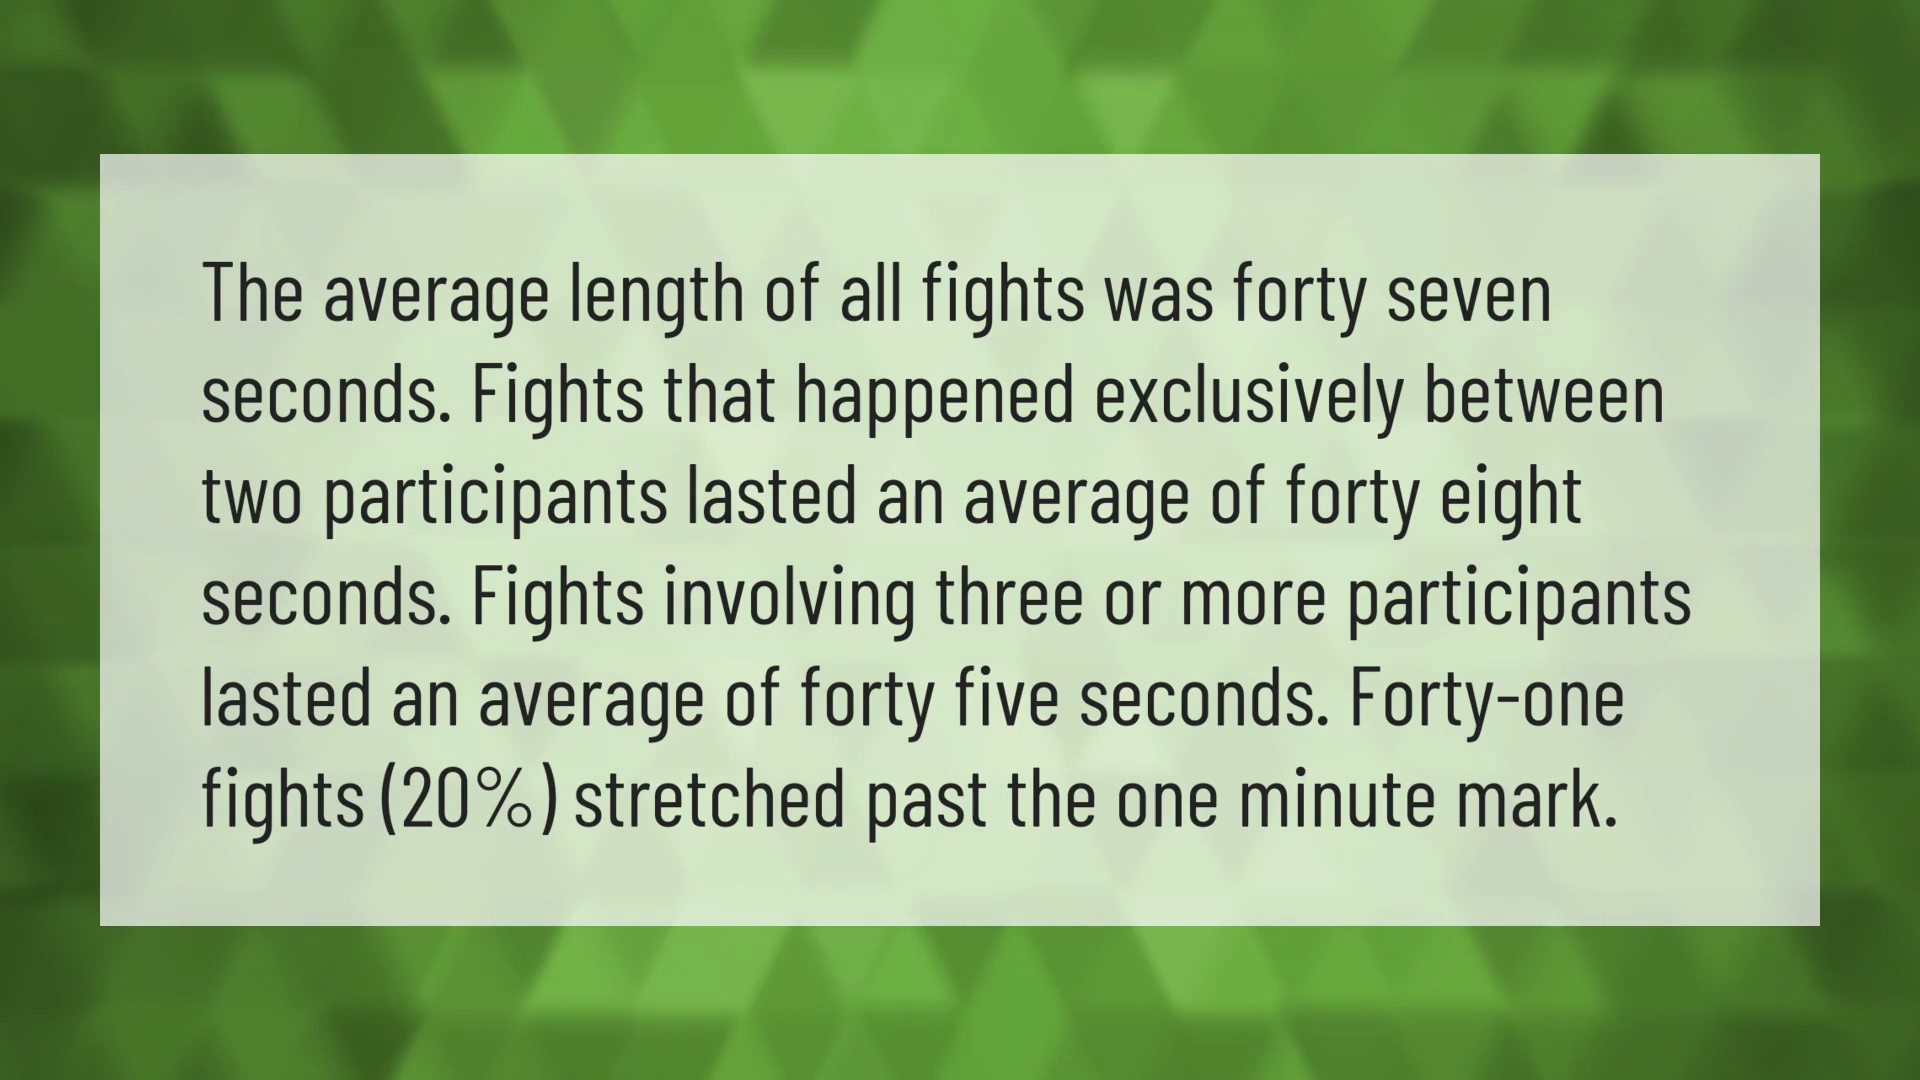 The average length of all fights was forty seven
seconds. Fights that happened exclusively between
two participants lasted an average of forty eight
seconds. Fights involving three or more participants
lasted an average of forty five seconds. Forty-one
fights (20%) stretched past the one minute mark.